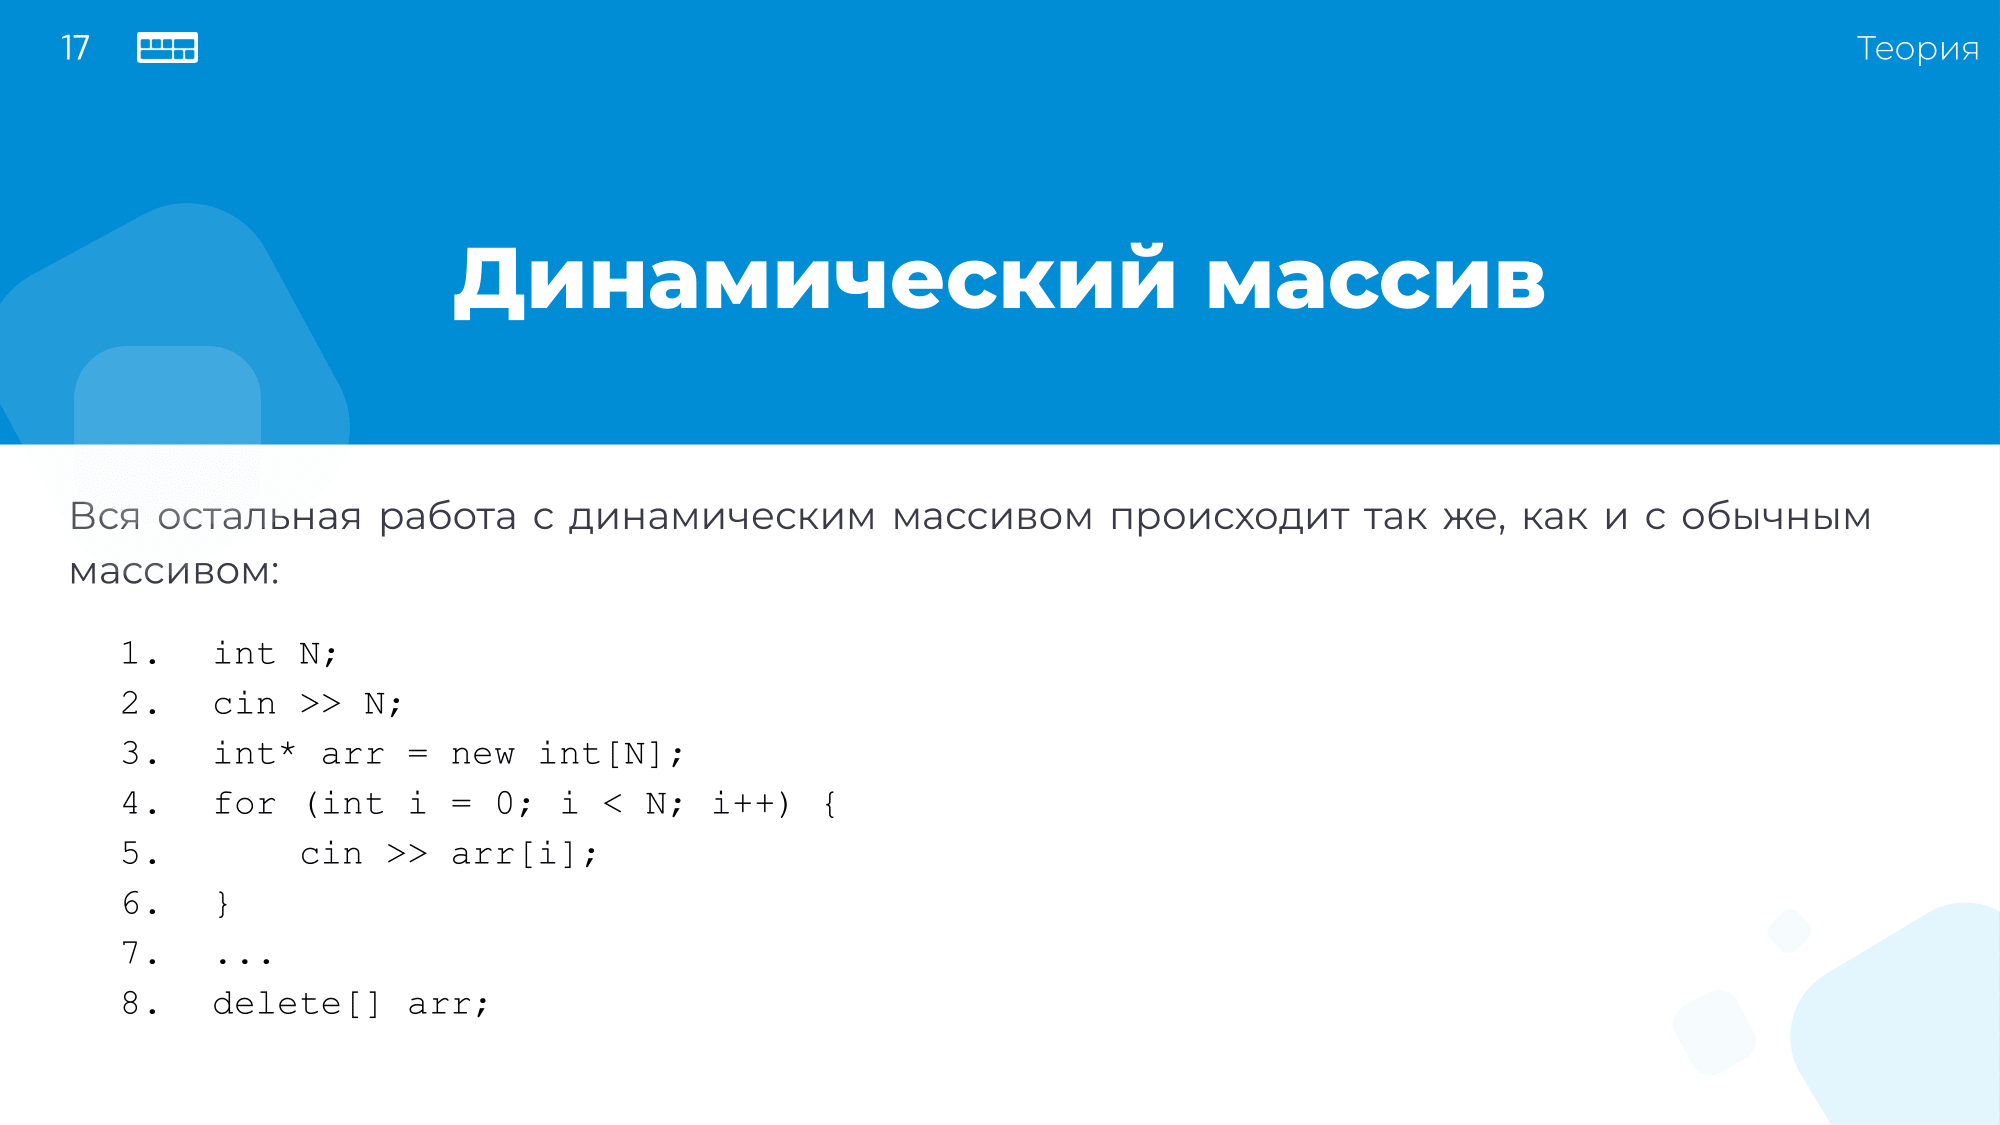 17
Теория
Динамический массив
Вся остальная работа с динамическим массивом происходит так же, как и с обычным
массивом:
1. int N;
2. cin >> N;
3. int* arr = new int[N];
4. for (int i = 0; i < N; i++) {
5.     cin >> arr[i];
6. }
7. ...
8. delete[] arr;